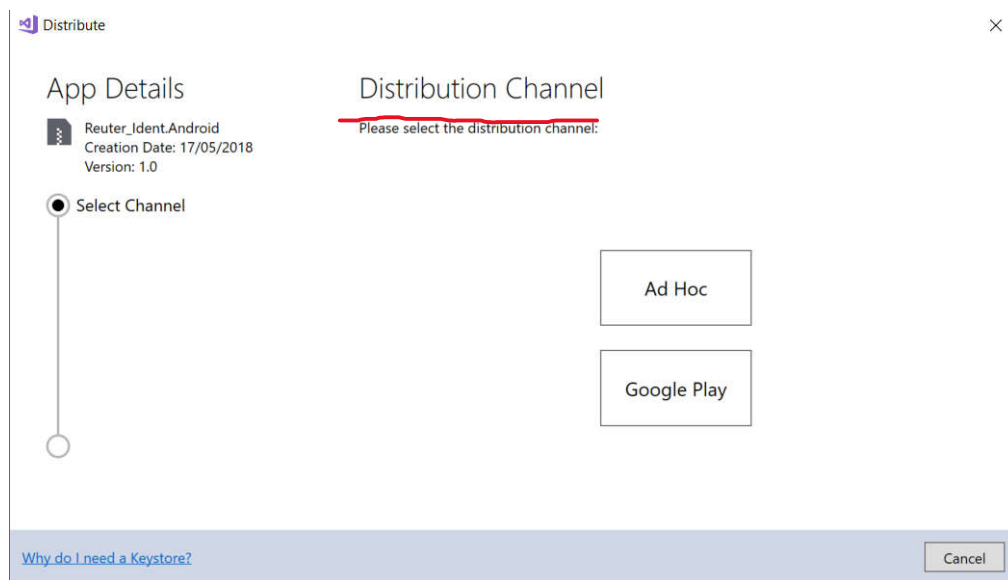 Distribute
App Details
Reuter_Ident.Android
Creation Date: 17/05/2018
Version: 1.0
Select Channel
Distribution Channel
Please select the distribution channel:
Ad Hoc
Google Play
Why do I need a Keystore?
Cancel